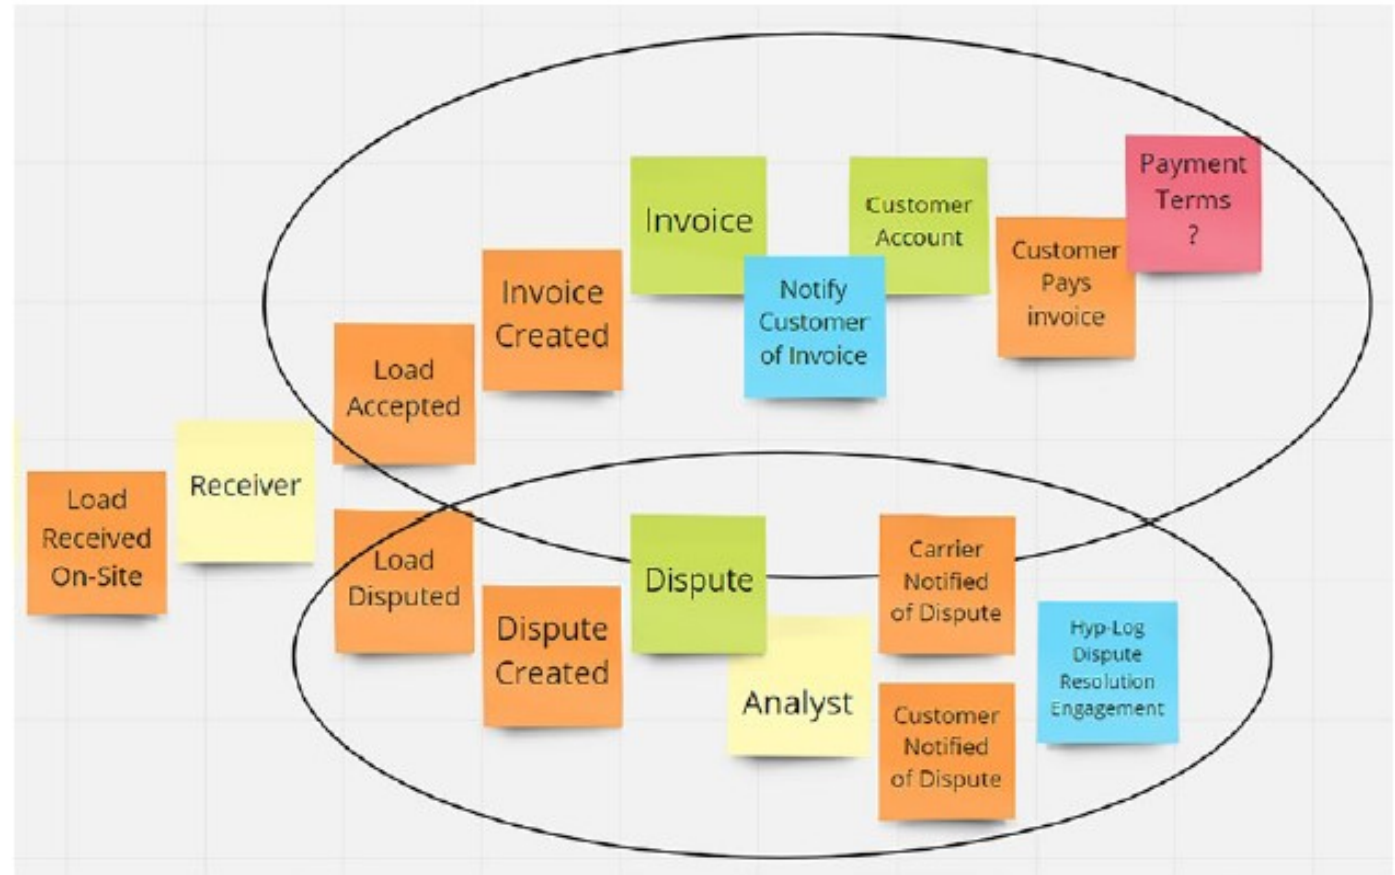 Payment
Terms
?
Invoice
Customer
Account
Customer
Pays
invoice
Invoice
Created
Notify
Customer
of Invoice
Load
Accepted
Receiver
Load
Received
On-Site
Load
Disputed
Dispute
Created
Dispute
Analyst
Carrier
Notified
of Dispute
Customer
Notified
of Dispute
Hyp-Log
Dispute
Resolution
Engagement